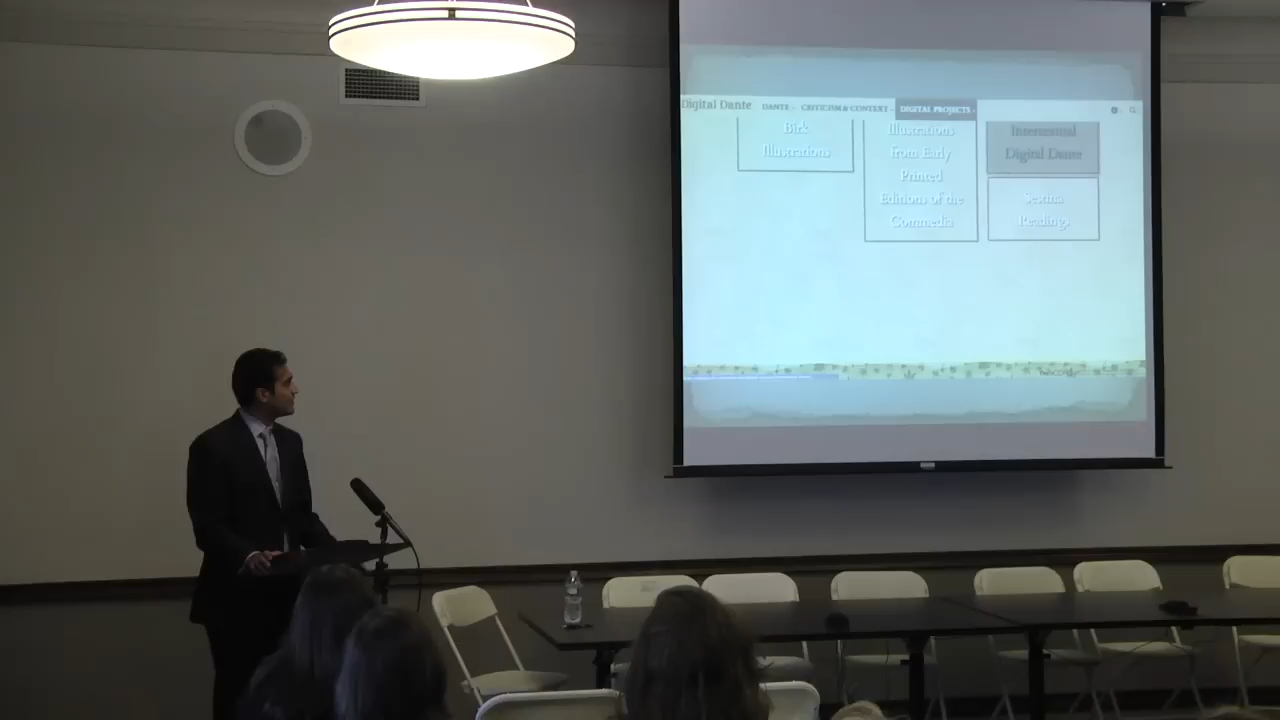 Digital Dante DANTE CRITICISM & CONTEXT DIGITAL PROJECTS
Birk
Illustrations
Illustrations
from Early
Printed
Editions of the
Commedia
Intertextual
Digital Dante
Sestina
Readings